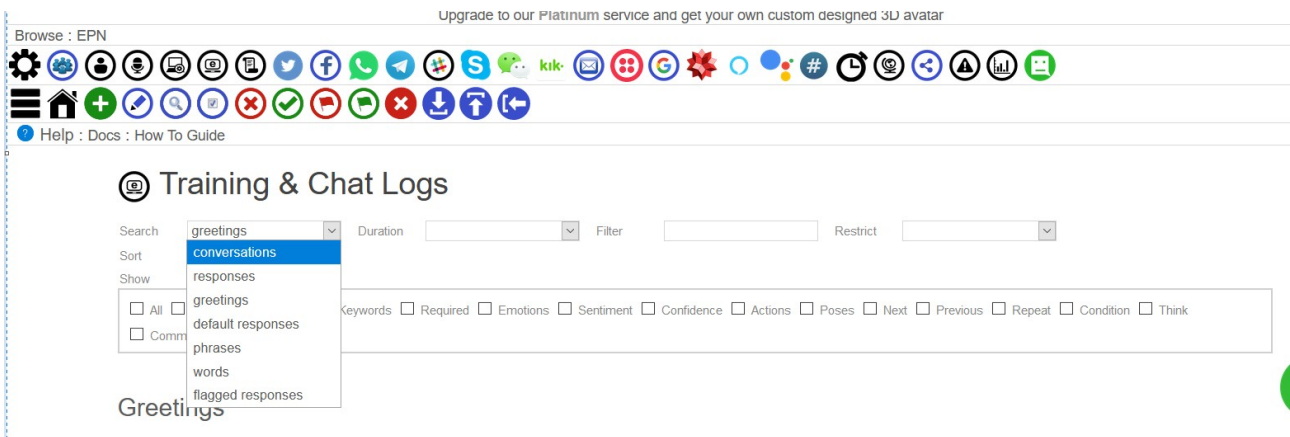 Upgrade to our Platinum service and get your own custom designed 3D avatar
Browse : EPN
kik
Help : Docs : How To Guide
Training & Chat Logs
Search greetings Duration Filter Restrict
Sort conversations
responses
Show
greetings
All Keywords Required Emotions Sentiment Confidence Actions Poses Next Previous Repeat Condition Think
default responses
Comm
phrases
words
flagged responses
Greetings